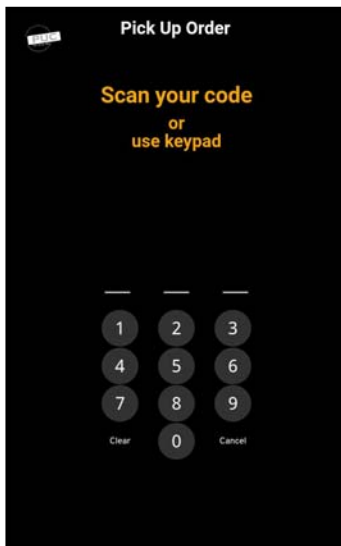 PUC
Pick Up Order
Scan your code
or
use keypad
1 2 3
4 5 6
7 8 9
Clear 0 Cancel